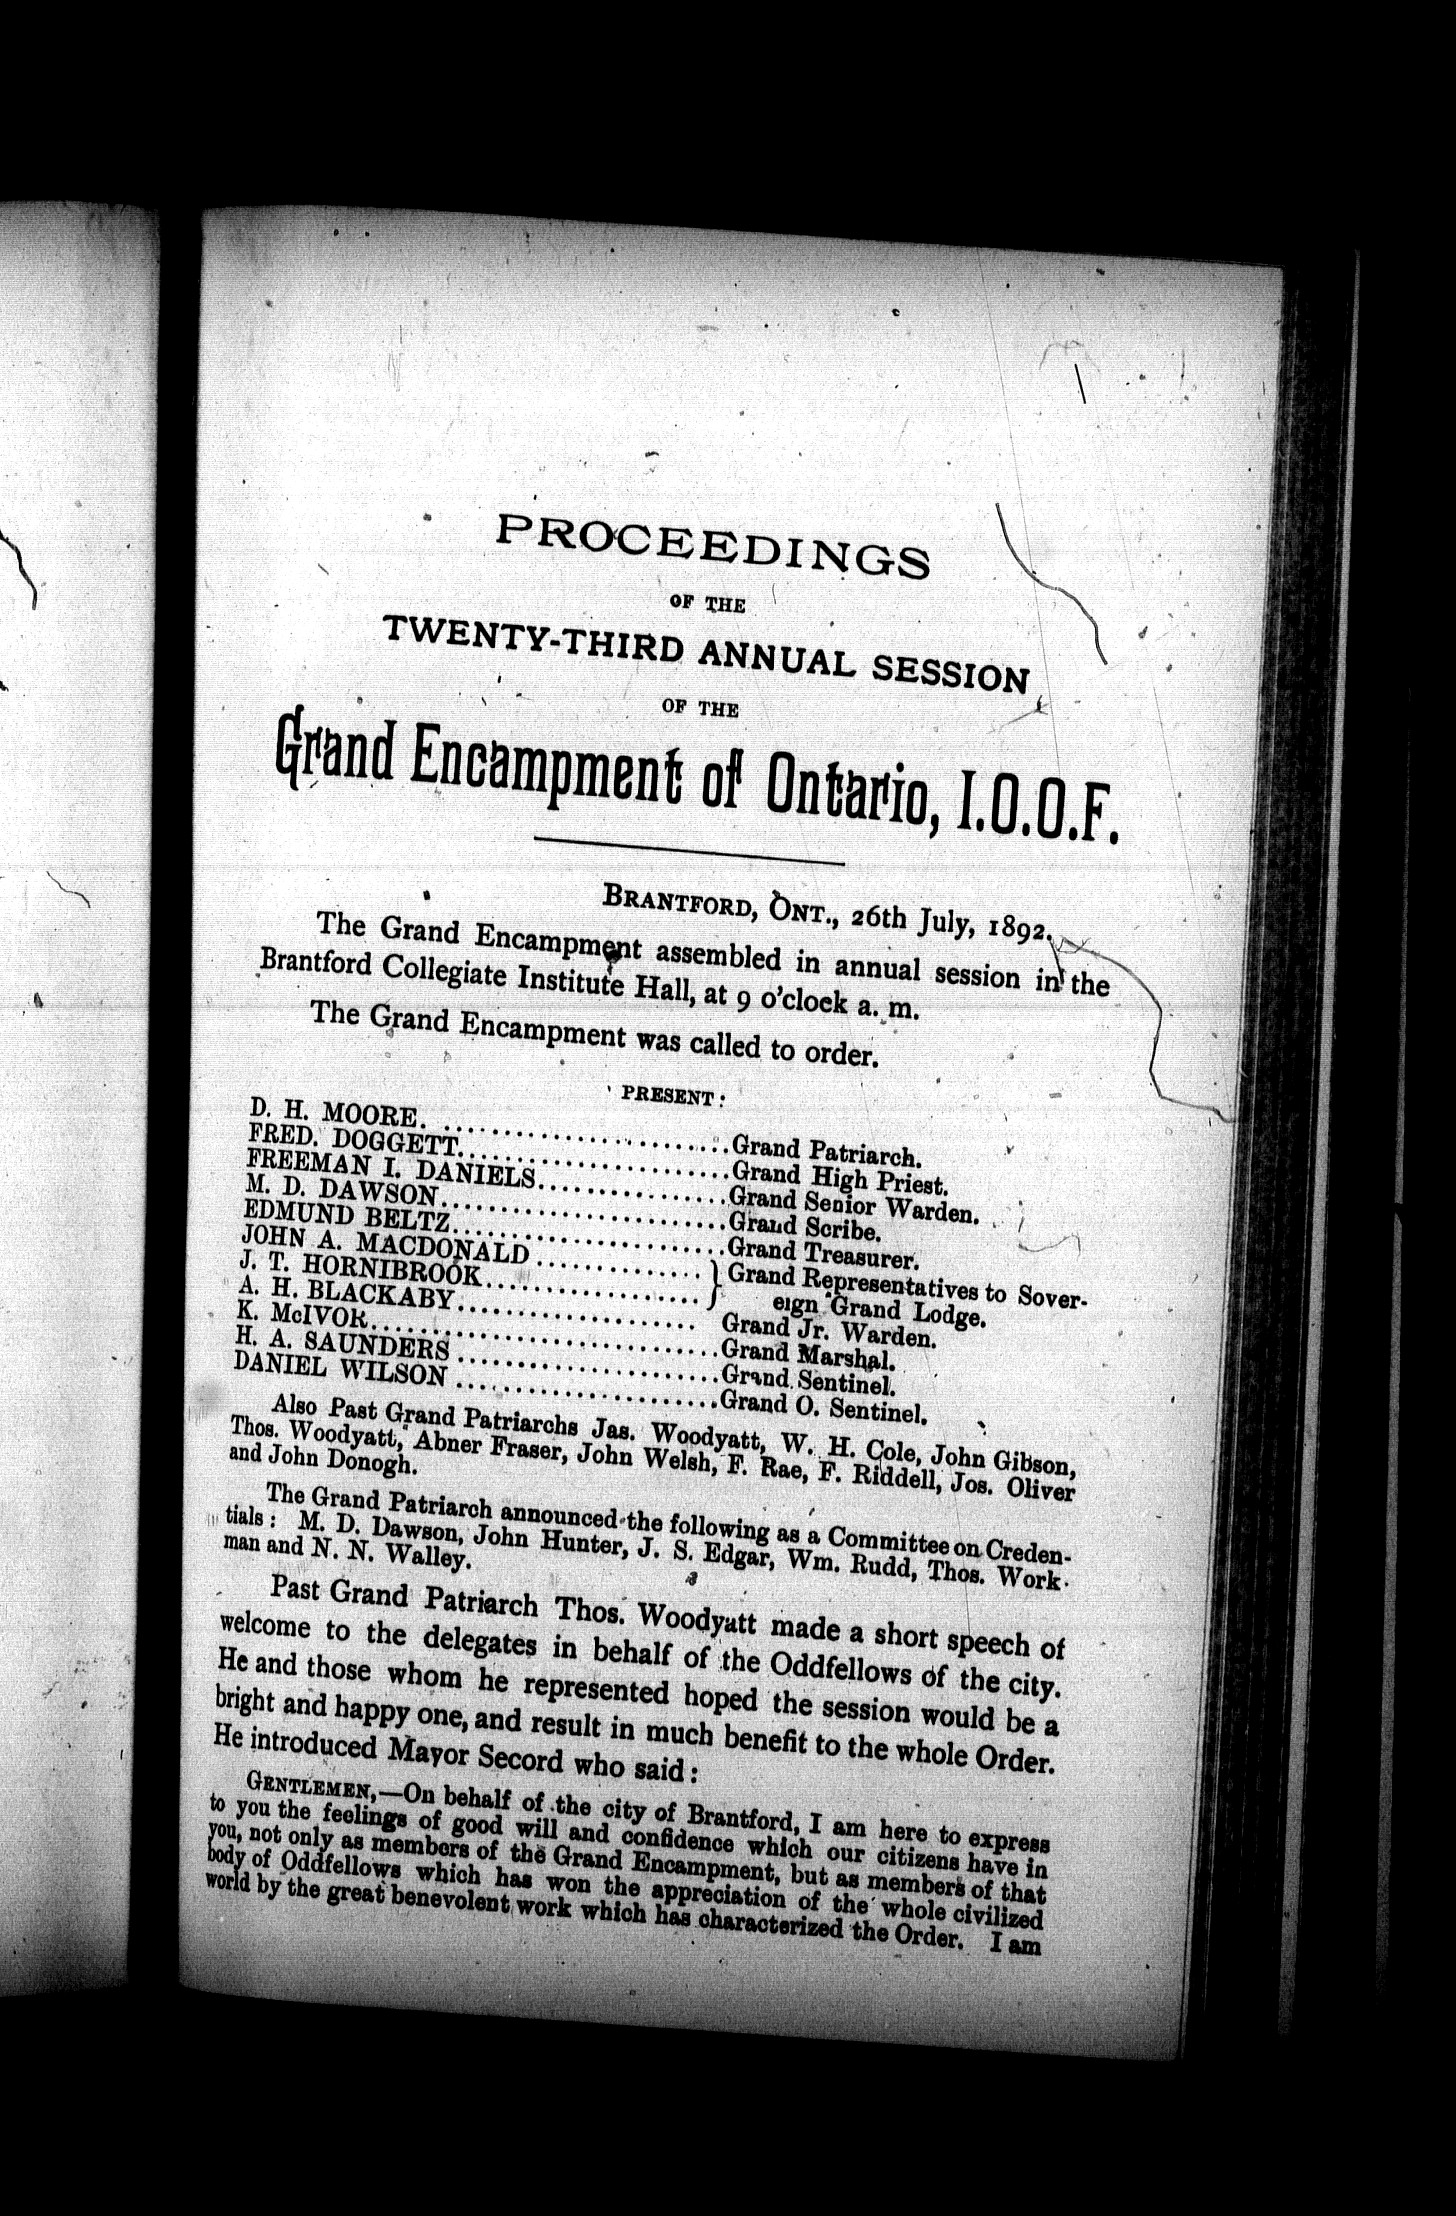 PROCEEDINGS
OF THE
TWENTY-THIRD ANNUAL SESSION
OF THE
Grand Encampment of Ontario, I.O.O.F.
BRANTFORD, ONT., 26th July, 1892.
The Grand Encampment assembled in annual session in the
Brantford Collegiate Institute Hall, at 9 o'clock a. m.
The Grand Encampment was called to order.
PRESENT:
D. H. MOORE..........................Grand Patriarch.
FRED. DOGGETT........................Grand High Priest.
FREEMAN I. DANIELS................Grand Senior Warden.
M. D. DAWSON........................Grand Scribe.
EDMUND BELTZ.......................Grand Treasurer.
JOHN A. MACDONALD.............. } Grand Representatives to Sover-
J. T. HORNIBROOK.................. } eign Grand Lodge.
A. H. BLACKABY.................... Grand Jr. Warden.
K. McIVOR.............................Grand Marshal.
H. A. SAUNDERS......................Grand Sentinel.
DANIEL WILSON......................Grand O. Sentinel.
Also Past Grand Patriarchs Jas. Woodyatt, W. H. Cole, John Gibson,
Thos. Woodyatt, Abner Fraser, John Welsh, F. Rae, F. Riddell, Jos. Oliver
and John Donogh.
The Grand Patriarch announced the following as a Committee on Creden-
tials: M. D. Dawson, John Hunter, J. S. Edgar, Wm. Rudd, Thos. Work-
man and N. N. Walley.
Past Grand Patriarch Thos. Woodyatt made a short speech of
welcome to the delegates in behalf of the Oddfellows of the city.
He and those whom he represented hoped the session would be a
bright and happy one, and result in much benefit to the whole Order.
He introduced Mayor Secord who said:
GENTLEMEN,—On behalf of the city of Brantford, I am here to express
to you the feelings of good will and confidence which our citizens have in
you, not only as members of the Grand Encampment, but as members of that
body of Oddfellows which has won the appreciation of the whole civilized
world by the great benevolent work which has characterized the Order. I am